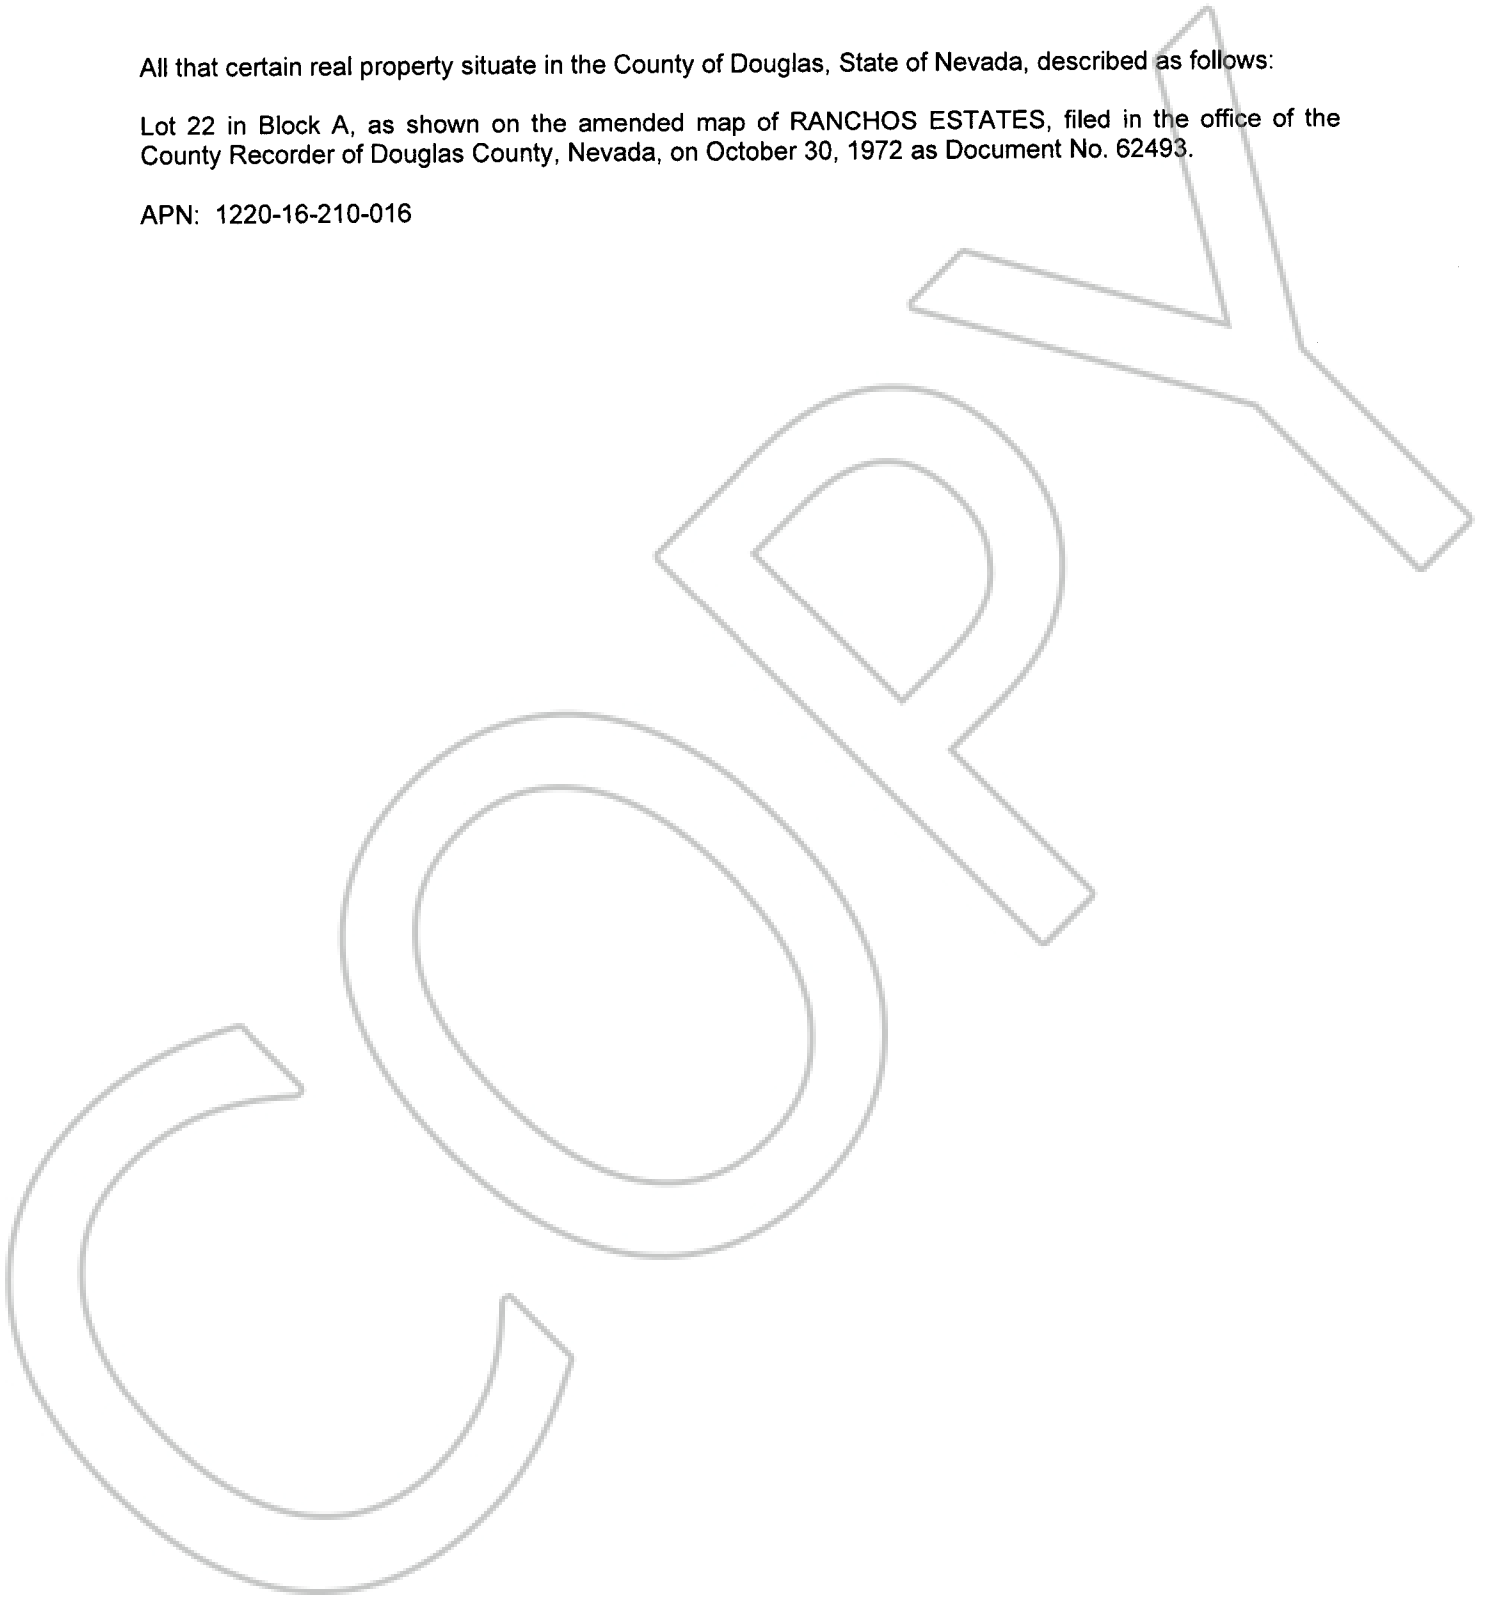 All that certain real property situate in the County of Douglas, State of Nevada, described as follows:
Lot 22 in Block A, as shown on the amended map of RANCHOS ESTATES, filed in the office of the
County Recorder of Douglas County, Nevada, on October 30, 1972 as Document No. 62493.
APN: 1220-16-210-016
COPY